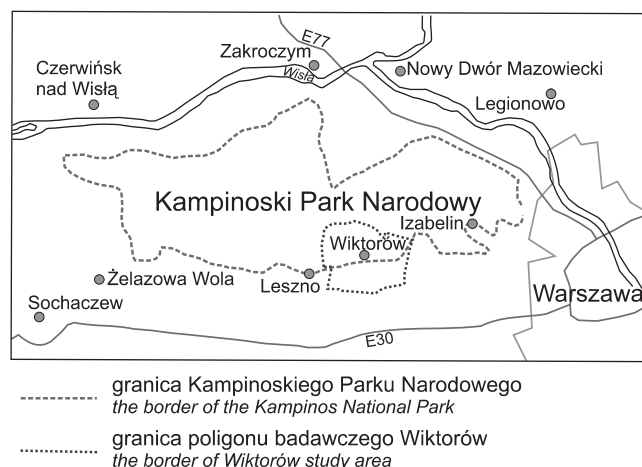 E77
Zakroczym
Wisła
Czerwińsk
nad Wisłą
Nowy Dwór Mazowiecki
Legionowo
Kampinoski Park Narodowy
Izabelin
Wiktorów
Leszno
Żelazowa Wola
Sochaczew
Warszawa
E30
granica Kampinoskiego Parku Narodowego
the border of the Kampinos National Park
granica poligonu badawczego Wiktorów
the border of Wiktorów study area